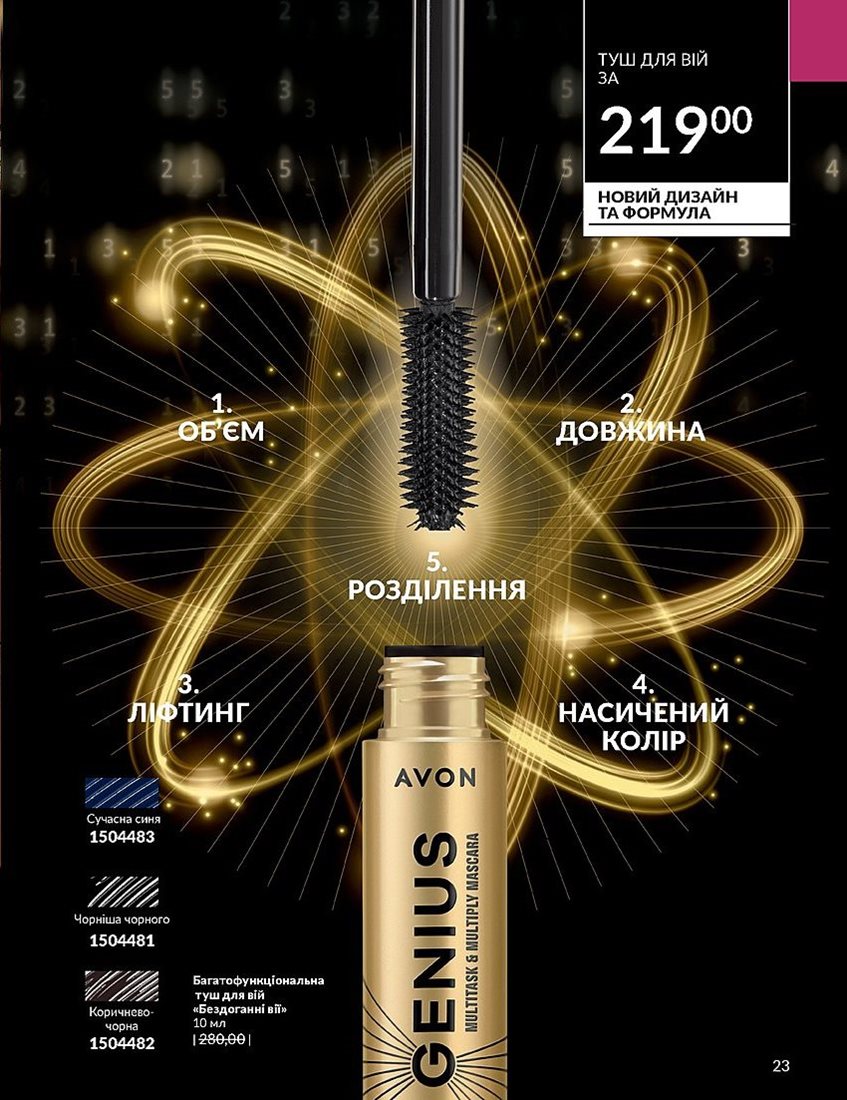 ТУШ ДЛЯ ВІЙ
ЗА
219⁰⁰
НОВИЙ ДИЗАЙН
ТА ФОРМУЛА
1.
ОБ'ЄМ
2.
ДОВЖИНА
5.
РОЗДІЛЕННЯ
3.
ЛІФТИНГ
4.
НАСИЧЕНИЙ
КОЛІР
AVON
GENIUS
MULTITASK & MULTIPLY MASCARA
Сучасна синя
1504483
Чорніша чорного
1504481
Коричнево-
чорна
1504482
Багатофункціональна
туш для вій
«Бездоганні вії»
10 мл
| 280,00 |
23